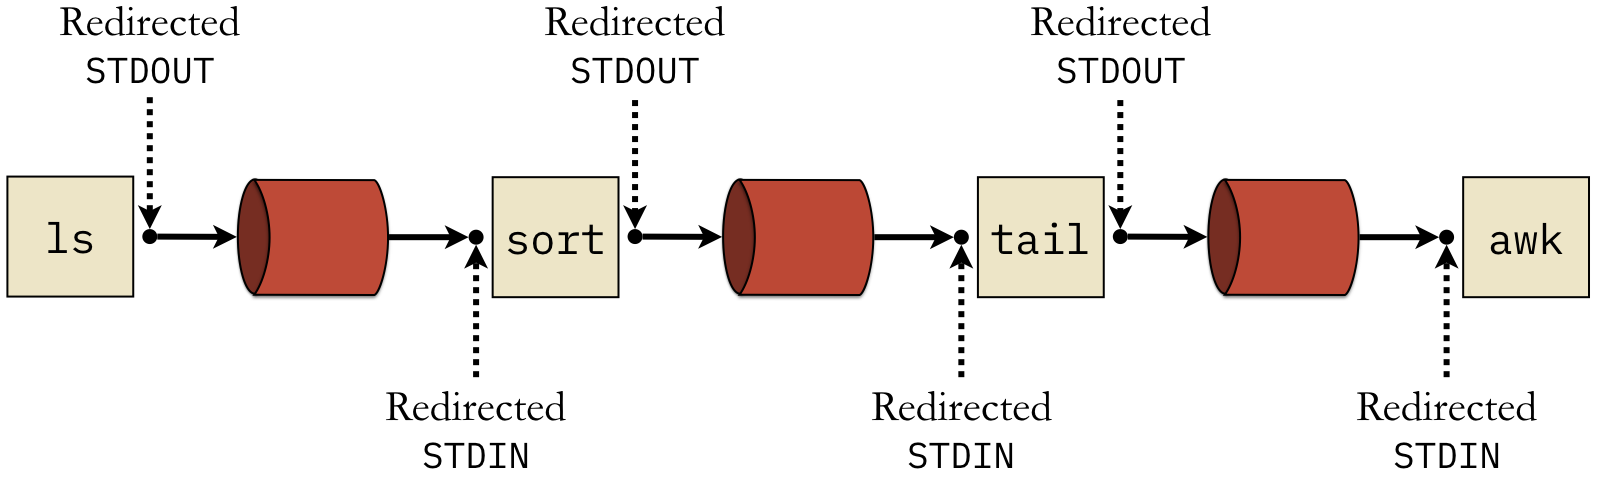 Redirected
STDOUT
Redirected
STDOUT
Redirected
STDOUT
ls
sort
tail
awk
Redirected
STDIN
Redirected
STDIN
Redirected
STDIN